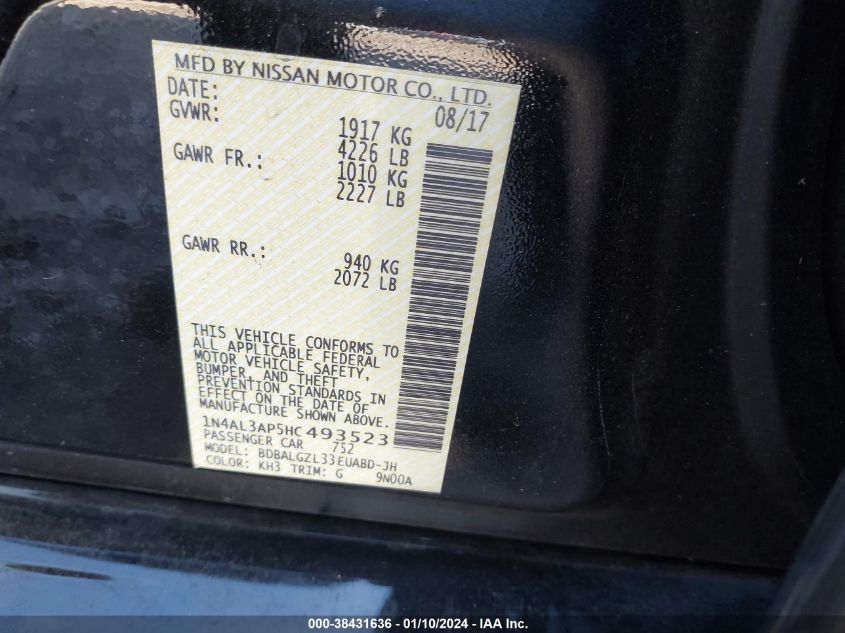 MFD BY NISSAN MOTOR CO., LTD.
DATE: 08/17
GVWR: 1917 KG
4226 LB
GAWR FR.: 1010 KG
2227 LB
GAWR RR.: 940 KG
2072 LB
THIS VEHICLE CONFORMS TO
ALL APPLICABLE FEDERAL
MOTOR VEHICLE SAFETY,
BUMPER, AND THEFT
PREVENTION STANDARDS IN
EFFECT ON THE DATE OF
MANUFACTURE SHOWN ABOVE.
1N4AL3AP5HC493523
PASSENGER CAR 752
MODEL: BDBALGZL33EUABD-JH
COLOR: KH3 TRIM: G 9N00A
000-38431636 - 01/10/2024 - IAA Inc.